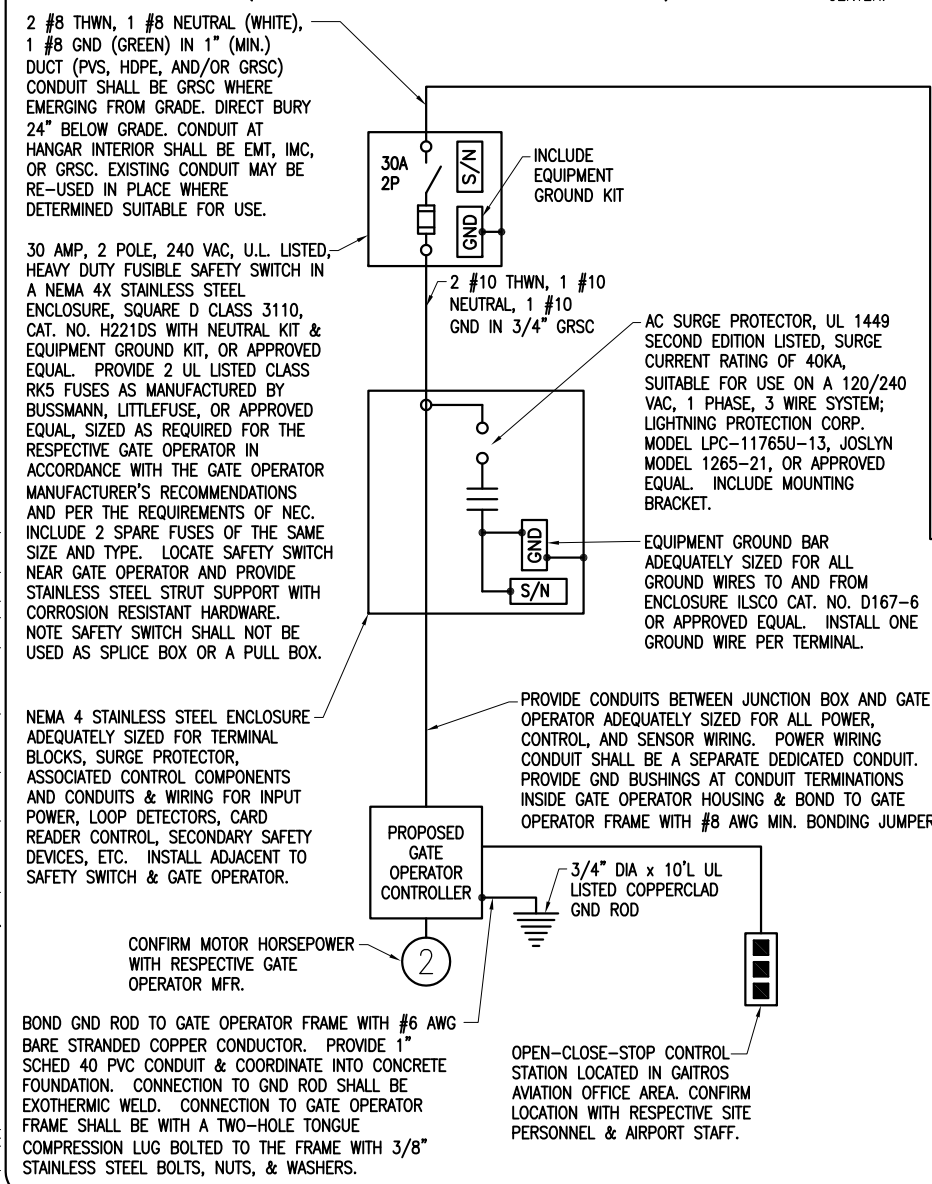 2 #8 THWN, 1 #8 NEUTRAL (WHITE),
1 #8 GND (GREEN) IN 1" (MIN.)
DUCT (PVS, HDPE, AND/OR GRSC)
CONDUIT SHALL BE GRSC WHERE
EMERGING FROM GRADE. DIRECT BURY
24" BELOW GRADE. CONDUIT AT
HANGAR INTERIOR SHALL BE EMT, IMC,
OR GRSC. EXISTING CONDUIT MAY BE
RE-USED IN PLACE WHERE
DETERMINED SUITABLE FOR USE.
30A
2P
S/N
GND
INCLUDE
EQUIPMENT
GROUND KIT
30 AMP, 2 POLE, 240 VAC, U.L. LISTED,
HEAVY DUTY FUSIBLE SAFETY SWITCH IN
A NEMA 4X STAINLESS STEEL
ENCLOSURE, SQUARE D CLASS 3110,
CAT. NO. H221DS WITH NEUTRAL KIT &
EQUIPMENT GROUND KIT, OR APPROVED
EQUAL. PROVIDE 2 UL LISTED CLASS
RK5 FUSES AS MANUFACTURED BY
BUSSMANN, LITTLEFUSE, OR APPROVED
EQUAL, SIZED AS REQUIRED FOR THE
RESPECTIVE GATE OPERATOR IN
ACCORDANCE WITH THE GATE OPERATOR
MANUFACTURER'S RECOMMENDATIONS
AND PER THE REQUIREMENTS OF NEC.
INCLUDE 2 SPARE FUSES OF THE SAME
SIZE AND TYPE. LOCATE SAFETY SWITCH
NEAR GATE OPERATOR AND PROVIDE
STAINLESS STEEL STRUT SUPPORT WITH
CORROSION RESISTANT HARDWARE.
NOTE SAFETY SWITCH SHALL NOT BE
USED AS SPLICE BOX OR A PULL BOX.
2 #10 THWN, 1 #10
NEUTRAL, 1 #10
GND IN 3/4" GRSC
AC SURGE PROTECTOR, UL 1449
SECOND EDITION LISTED, SURGE
CURRENT RATING OF 40KA,
SUITABLE FOR USE ON A 120/240
VAC, 1 PHASE, 3 WIRE SYSTEM;
LIGHTNING PROTECTION CORP.
MODEL LPC-11765U-13, JOSLYN
MODEL 1265-21, OR APPROVED
EQUAL. INCLUDE MOUNTING
BRACKET.
GND
S/N
EQUIPMENT GROUND BAR
ADEQUATELY SIZED FOR ALL
GROUND WIRES TO AND FROM
ENCLOSURE ILSCO CAT. NO. D167-6
OR APPROVED EQUAL. INSTALL ONE
GROUND WIRE PER TERMINAL.
NEMA 4 STAINLESS STEEL ENCLOSURE
ADEQUATELY SIZED FOR TERMINAL
BLOCKS, SURGE PROTECTOR,
ASSOCIATED CONTROL COMPONENTS
AND CONDUITS & WIRING FOR INPUT
POWER, LOOP DETECTORS, CARD
READER CONTROL, SECONDARY SAFETY
DEVICES, ETC. INSTALL ADJACENT TO
SAFETY SWITCH & GATE OPERATOR.
PROVIDE CONDUITS BETWEEN JUNCTION BOX AND GATE
OPERATOR ADEQUATELY SIZED FOR ALL POWER,
CONTROL, AND SENSOR WIRING. POWER WIRING
CONDUIT SHALL BE A SEPARATE DEDICATED CONDUIT.
PROVIDE GND BUSHINGS AT CONDUIT TERMINATIONS
INSIDE GATE OPERATOR HOUSING & BOND TO GATE
OPERATOR FRAME WITH #8 AWG MIN. BONDING JUMPER
PROPOSED
GATE
OPERATOR
CONTROLLER
3/4" DIA x 10'L UL
LISTED COPPERCLAD
GND ROD
CONFIRM MOTOR HORSEPOWER
WITH RESPECTIVE GATE
OPERATOR MFR.
2
BOND GND ROD TO GATE OPERATOR FRAME WITH #6 AWG
BARE STRANDED COPPER CONDUCTOR. PROVIDE 1"
SCHED 40 PVC CONDUIT & COORDINATE INTO CONCRETE
FOUNDATION. CONNECTION TO GND ROD SHALL BE
EXOTHERMIC WELD. CONNECTION TO GATE OPERATOR
FRAME SHALL BE WITH A TWO-HOLE TONGUE
COMPRESSION LUG BOLTED TO THE FRAME WITH 3/8"
STAINLESS STEEL BOLTS, NUTS, & WASHERS.
OPEN-CLOSE-STOP CONTROL
STATION LOCATED IN GAITROS
AVIATION OFFICE AREA. CONFIRM
LOCATION WITH RESPECTIVE SITE
PERSONNEL & AIRPORT STAFF.